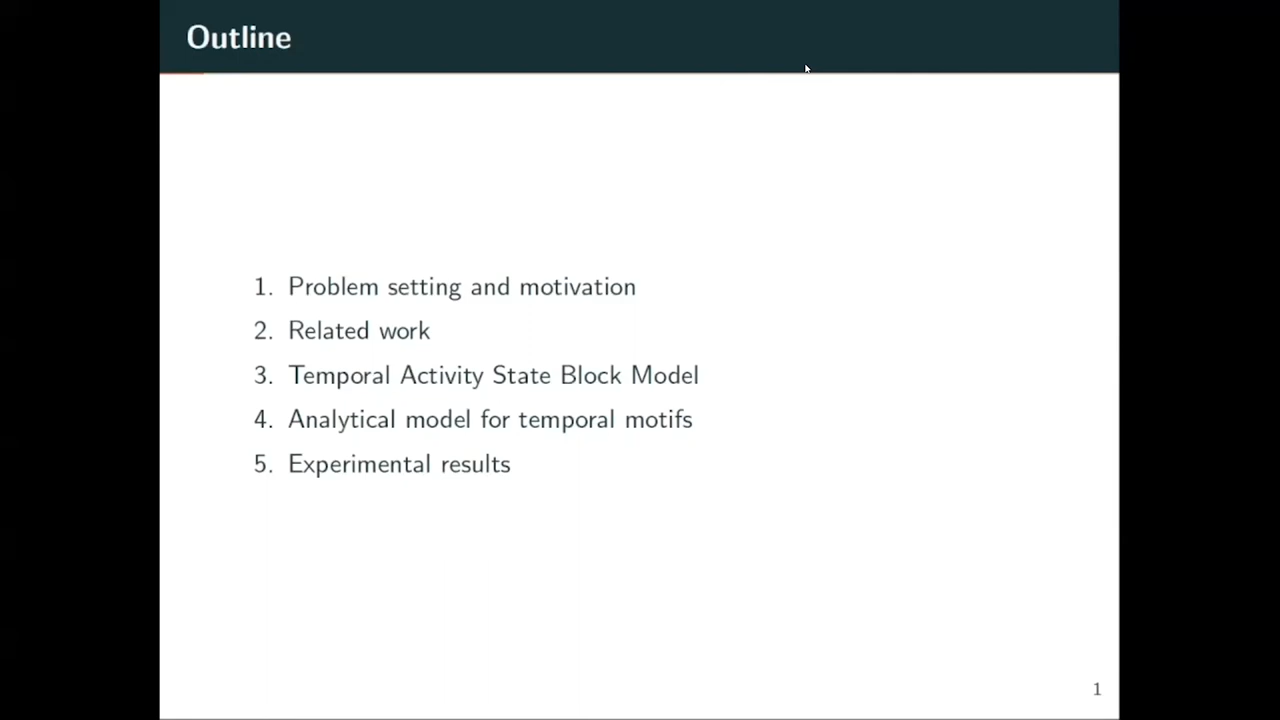 Outline
1. Problem setting and motivation
2. Related work
3. Temporal Activity State Block Model
4. Analytical model for temporal motifs
5. Experimental results
1